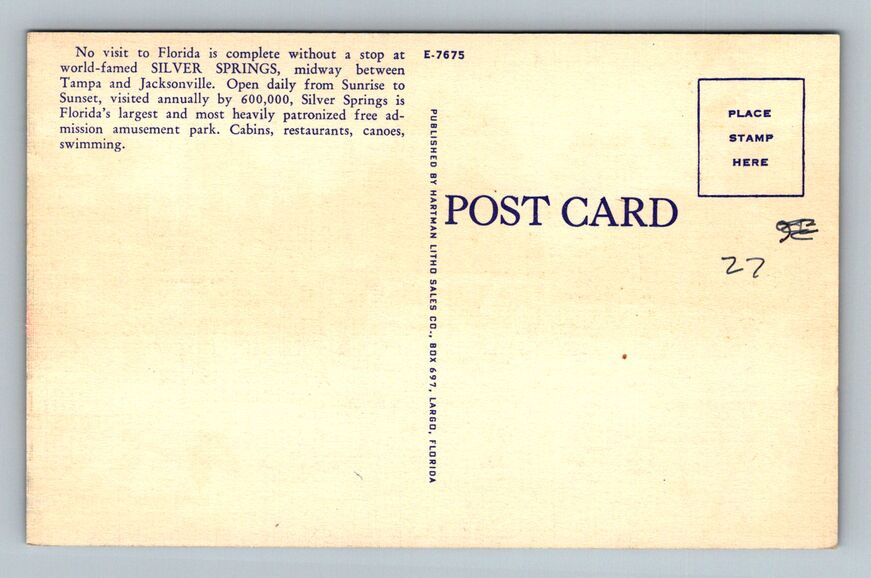 No visit to Florida is complete without a stop at
world-famed SILVER SPRINGS, midway between
Tampa and Jacksonville. Open daily from Sunrise to
Sunset, visited annually by 600,000, Silver Springs is
Florida's largest and most heavily patronized free ad-
mission amusement park. Cabins, restaurants, canoes,
swimming.
E-7675
PUBLISHED BY HARTMAN LITHO SALES CO., BOX 697, LARGO, FLORIDA
POST CARD
PLACE
STAMP
HERE
27